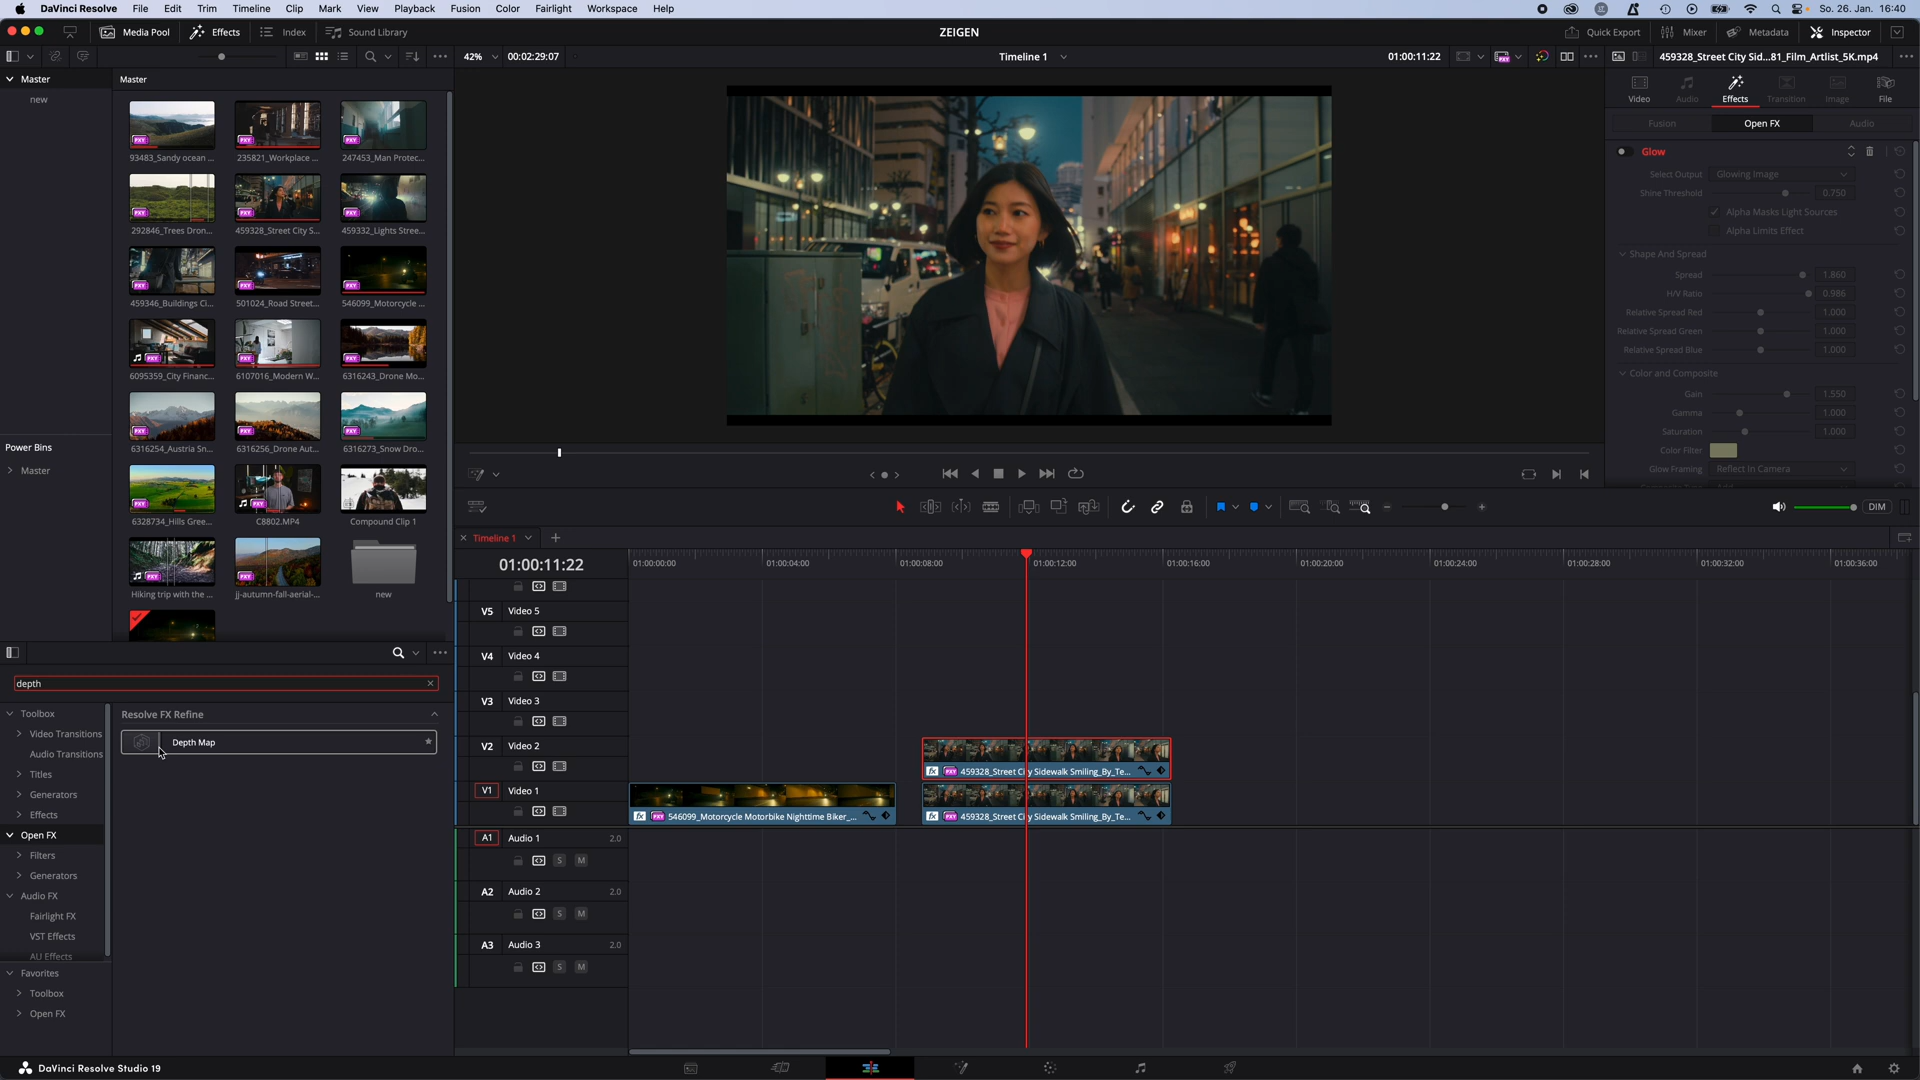 DaVinci Resolve File Edit Trim Timeline Clip Mark View Playback Fusion Color Fairlight Workspace Help So. 26. Jan. 16:40
Media Pool Effects Index Sound Library ZEIGEN Quick Export Mixer Metadata Inspector
42% 00:02:29:07 Timeline 1 01:00:11:22 459328_Street City Sid...81_Film_Artlist_5K.mp4
Master
new
Master
93483_Sandy ocean ... 235821_Workplace ... 247453_Man Protec...
292846_Trees Dron... 459328_Street City S... 459332_Lights Stree...
459346_Buildings Ci... 501024_Road Street... 546099_Motorcycle ...
6095359_City Financ... 6107016_Modern W... 6316243_Drone Mo...
6316254_Austria Sn... 6316256_Drone Aut... 6316273_Snow Dro...
6328734_Hills Gree... C8802.MP4 Compound Clip 1
Hiking trip with the ... jj-autumn-fall-aerial-... new
Power Bins
Master
Video Audio Effects Transition Image File
Fusion Open FX Audio
Glow
Select Output Glowing Image
Shine Threshold 0.750
Alpha Masks Light Sources
Alpha Limits Effect
Shape And Spread
Spread 1.860
H/V Ratio 0.986
Relative Spread Red 1.000
Relative Spread Green 1.000
Relative Spread Blue 1.000
Color and Composite
Gain 1.550
Gamma 1.000
Saturation 1.000
Color Filter
Glow Framing Reflect In Camera
DIM
Timeline 1
01:00:11:22
01:00:00:00 01:00:04:00 01:00:08:00 01:00:12:00 01:00:16:00 01:00:20:00 01:00:24:00 01:00:28:00 01:00:32:00 01:00:36:00
V5 Video 5
V4 Video 4
V3 Video 3
V2 Video 2
fx PXY 459328_Street City Sidewalk Smiling_By_Te...
V1 Video 1
fx PXY 546099_Motorcycle Motorbike Nighttime Biker_...
fx PXY 459328_Street City Sidewalk Smiling_By_Te...
A1 Audio 1 2.0
S M
A2 Audio 2 2.0
S M
A3 Audio 3 2.0
S M
depth
Toolbox
Video Transitions
Audio Transitions
Titles
Generators
Effects
Open FX
Filters
Generators
Audio FX
Fairlight FX
VST Effects
AU Effects
Favorites
Toolbox
Open FX
Resolve FX Refine
Depth Map
DaVinci Resolve Studio 19